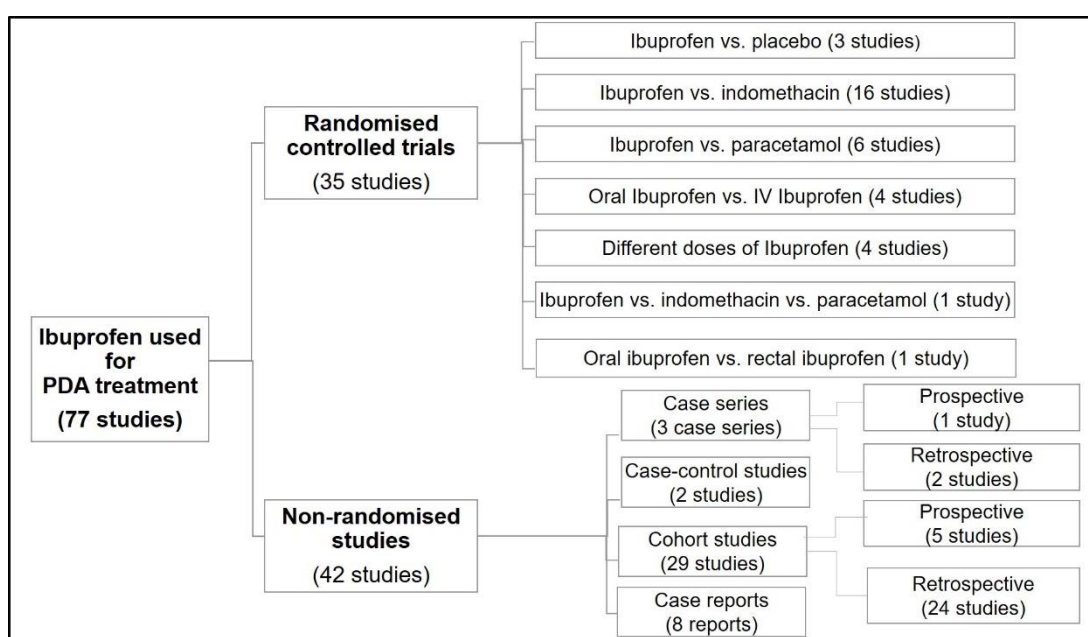 Ibuprofen used
for
PDA treatment
(77 studies)
Randomised
controlled trials
(35 studies)
Ibuprofen vs. placebo (3 studies)
Ibuprofen vs. indomethacin (16 studies)
Ibuprofen vs. paracetamol (6 studies)
Oral Ibuprofen vs. IV Ibuprofen (4 studies)
Different doses of Ibuprofen (4 studies)
Ibuprofen vs. indomethacin vs. paracetamol (1 study)
Oral ibuprofen vs. rectal ibuprofen (1 study)
Non-randomised
studies
(42 studies)
Case series
(3 case series)
Prospective
(1 study)
Retrospective
(2 studies)
Case-control studies
(2 studies)
Cohort studies
(29 studies)
Prospective
(5 studies)
Retrospective
(24 studies)
Case reports
(8 reports)